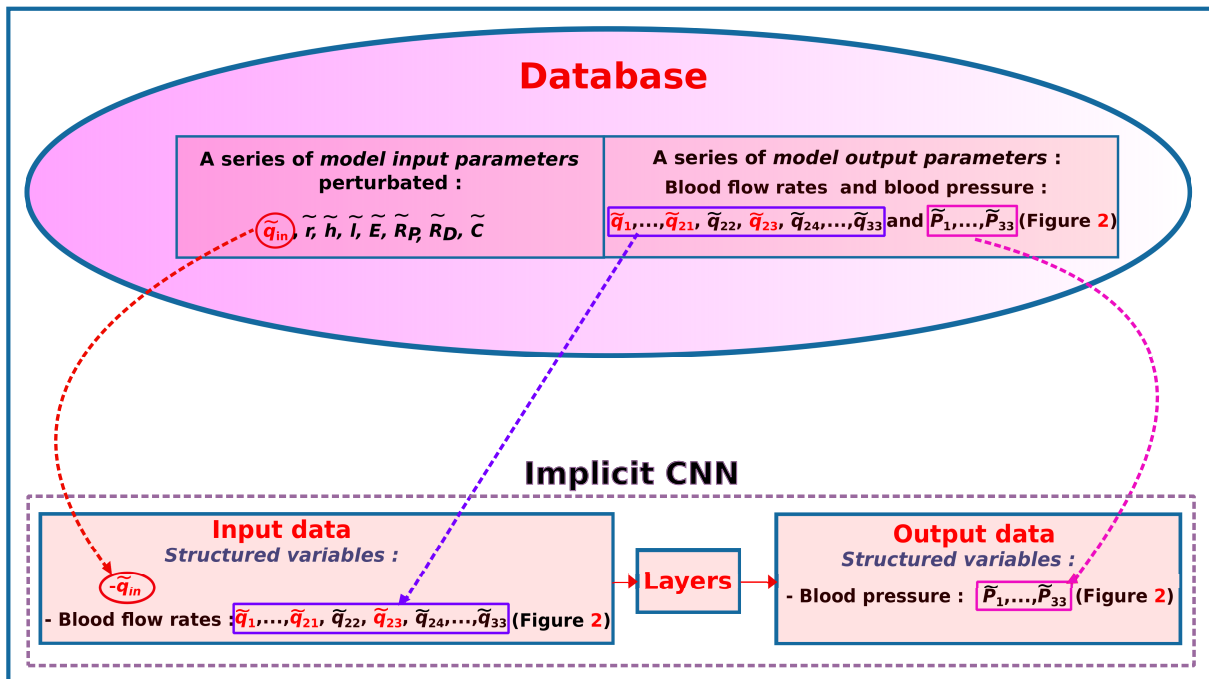 Database
A series of model input parameters
perturbated :
q̃in, r̃, h̃, l̃, Ẽ, R̃P, R̃D, C̃
A series of model output parameters :
Blood flow rates and blood pressure :
q̃1,...,q̃21, q̃22, q̃23, q̃24,...,q̃33 and P̃1,...,P̃33 (Figure 2)
Implicit CNN
Input data
Structured variables :
-q̃in
- Blood flow rates : q̃1,...,q̃21, q̃22, q̃23, q̃24,...,q̃33 (Figure 2)
Layers
Output data
Structured variables :
- Blood pressure : P̃1,...,P̃33 (Figure 2)